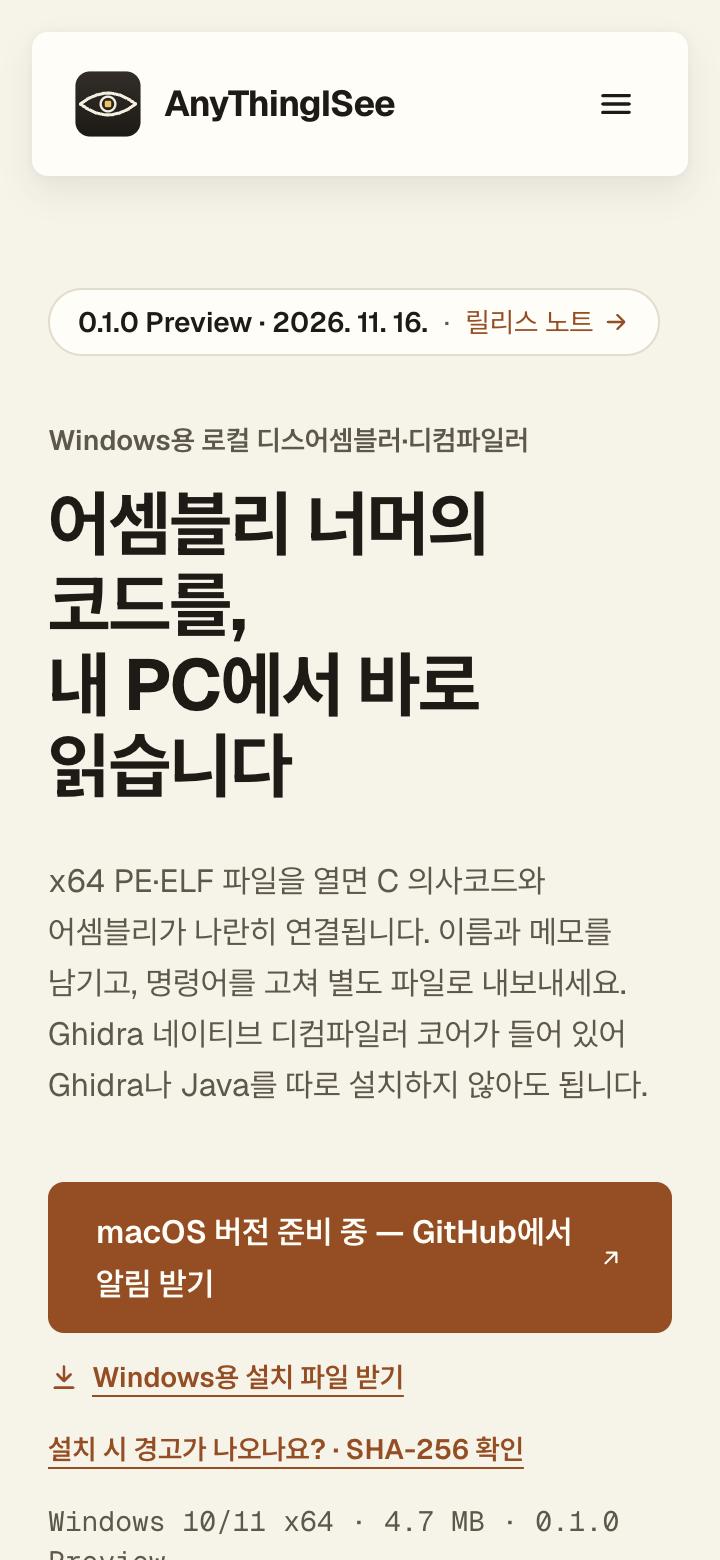 AnyThingISee
0.1.0 Preview · 2026. 11. 16. · 릴리스 노트 →
Windows용 로컬 디스어셈블러·디컴파일러
어셈블리 너머의
코드를,
내 PC에서 바로
읽습니다
x64 PE·ELF 파일을 열면 C 의사코드와
어셈블리가 나란히 연결됩니다. 이름과 메모를
남기고, 명령어를 고쳐 별도 파일로 내보내세요.
Ghidra 네이티브 디컴파일러 코어가 들어 있어
Ghidra나 Java를 따로 설치하지 않아도 됩니다.
macOS 버전 준비 중 — GitHub에서
알림 받기 ↗
Windows용 설치 파일 받기
설치 시 경고가 나오나요? · SHA-256 확인
Windows 10/11 x64 · 4.7 MB · 0.1.0
Preview